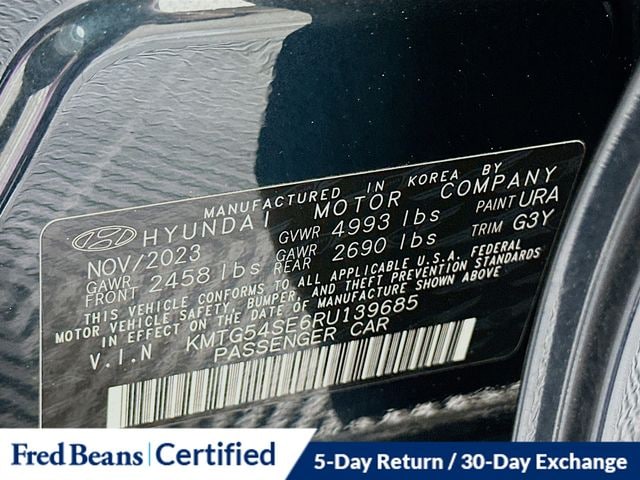 MANUFACTURED IN KOREA BY
HYUNDAI MOTOR COMPANY
NOV/2023 GVWR 4993 lbs PAINT URA
GAWR FRONT 2458 lbs GAWR REAR 2690 lbs TRIM G3Y
THIS VEHICLE CONFORMS TO ALL APPLICABLE U.S.A. FEDERAL
MOTOR VEHICLE SAFETY, BUMPER, AND THEFT PREVENTION STANDARDS
IN EFFECT ON THE DATE OF MANUFACTURE SHOWN ABOVE
V.I.N KMTG54SE6RU139685
PASSENGER CAR
Fred Beans Certified
5-Day Return / 30-Day Exchange